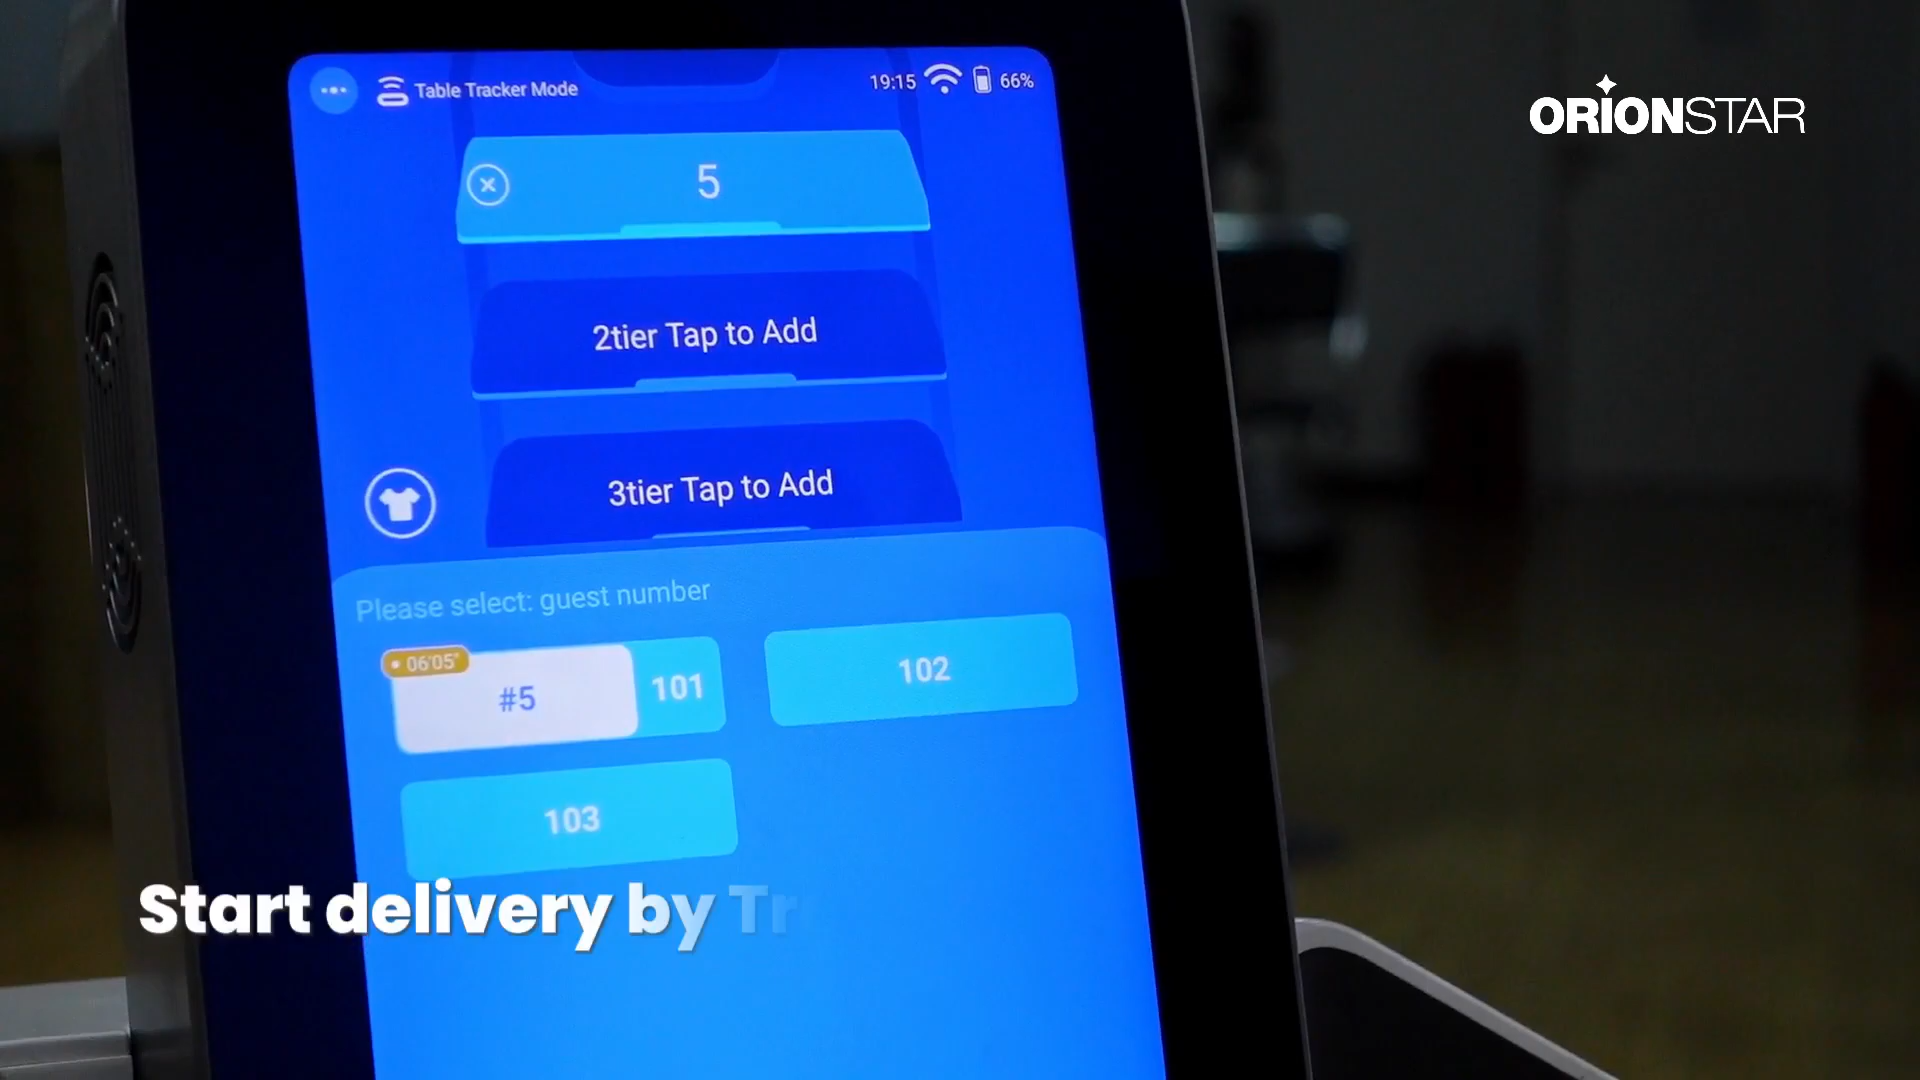 Table Tracker Mode
19:15
66%
ORIONSTAR
5
2tier Tap to Add
3tier Tap to Add
Please select: guest number
06'05"
#5
101
102
103
Start delivery by Tr